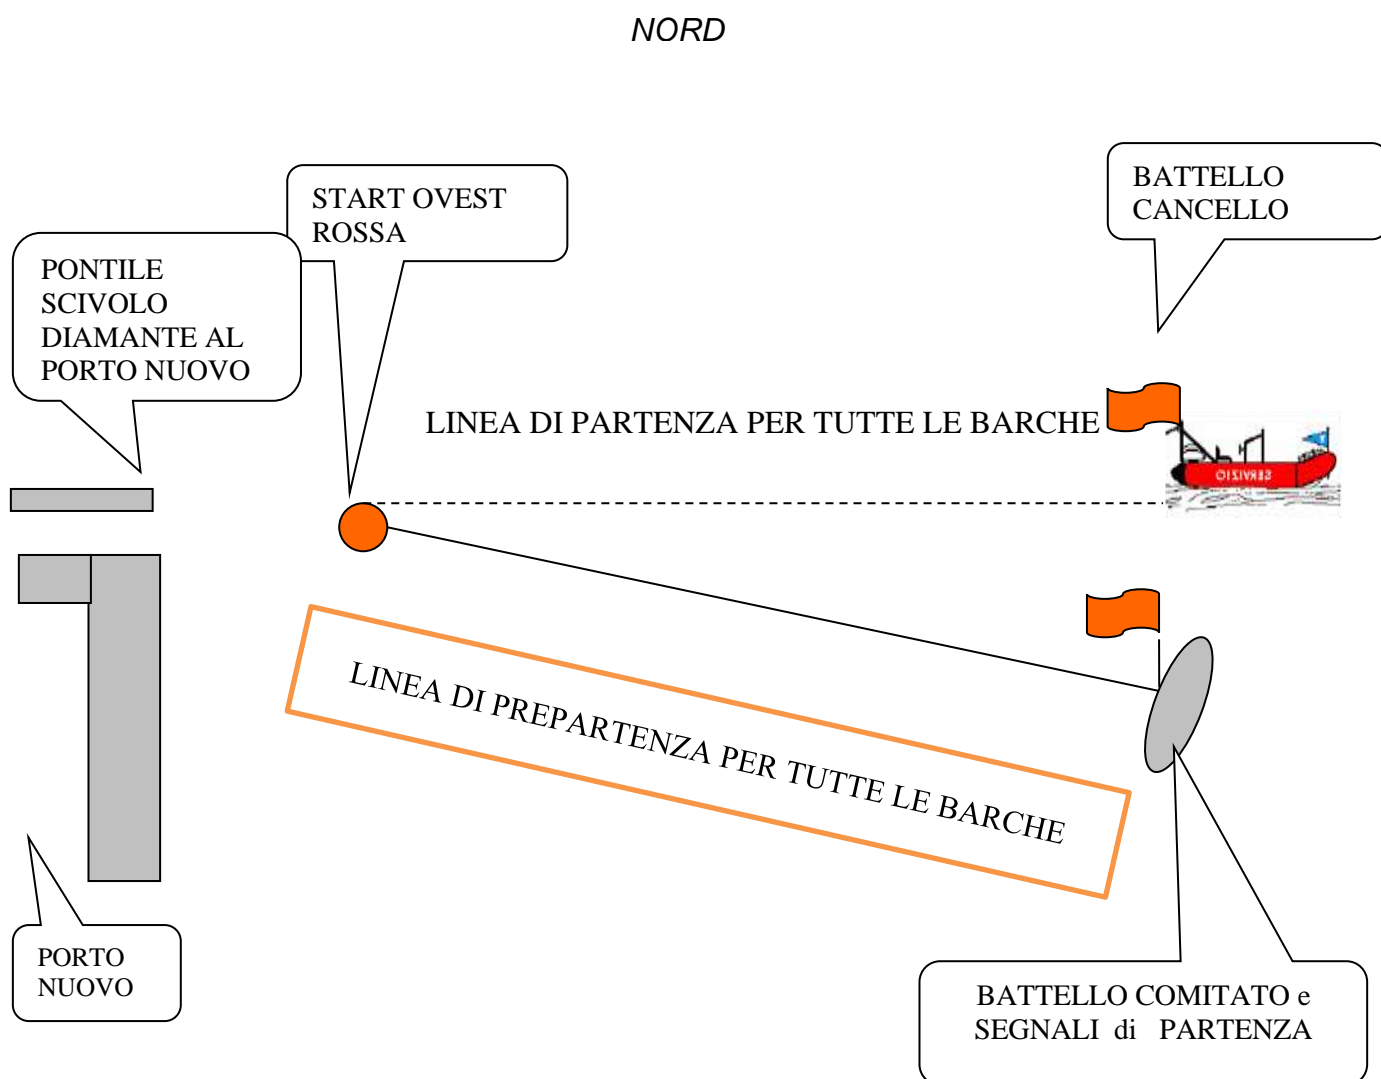 NORD
START OVEST
ROSSA
BATTELLO
CANCELLO
PONTILE
SCIVOLO
DIAMANTE AL
PORTO NUOVO
LINEA DI PARTENZA PER TUTTE LE BARCHE
SERVIZIO
LINEA DI PREPARTENZA PER TUTTE LE BARCHE
PORTO
NUOVO
BATTELLO COMITATO e
SEGNALI di PARTENZA